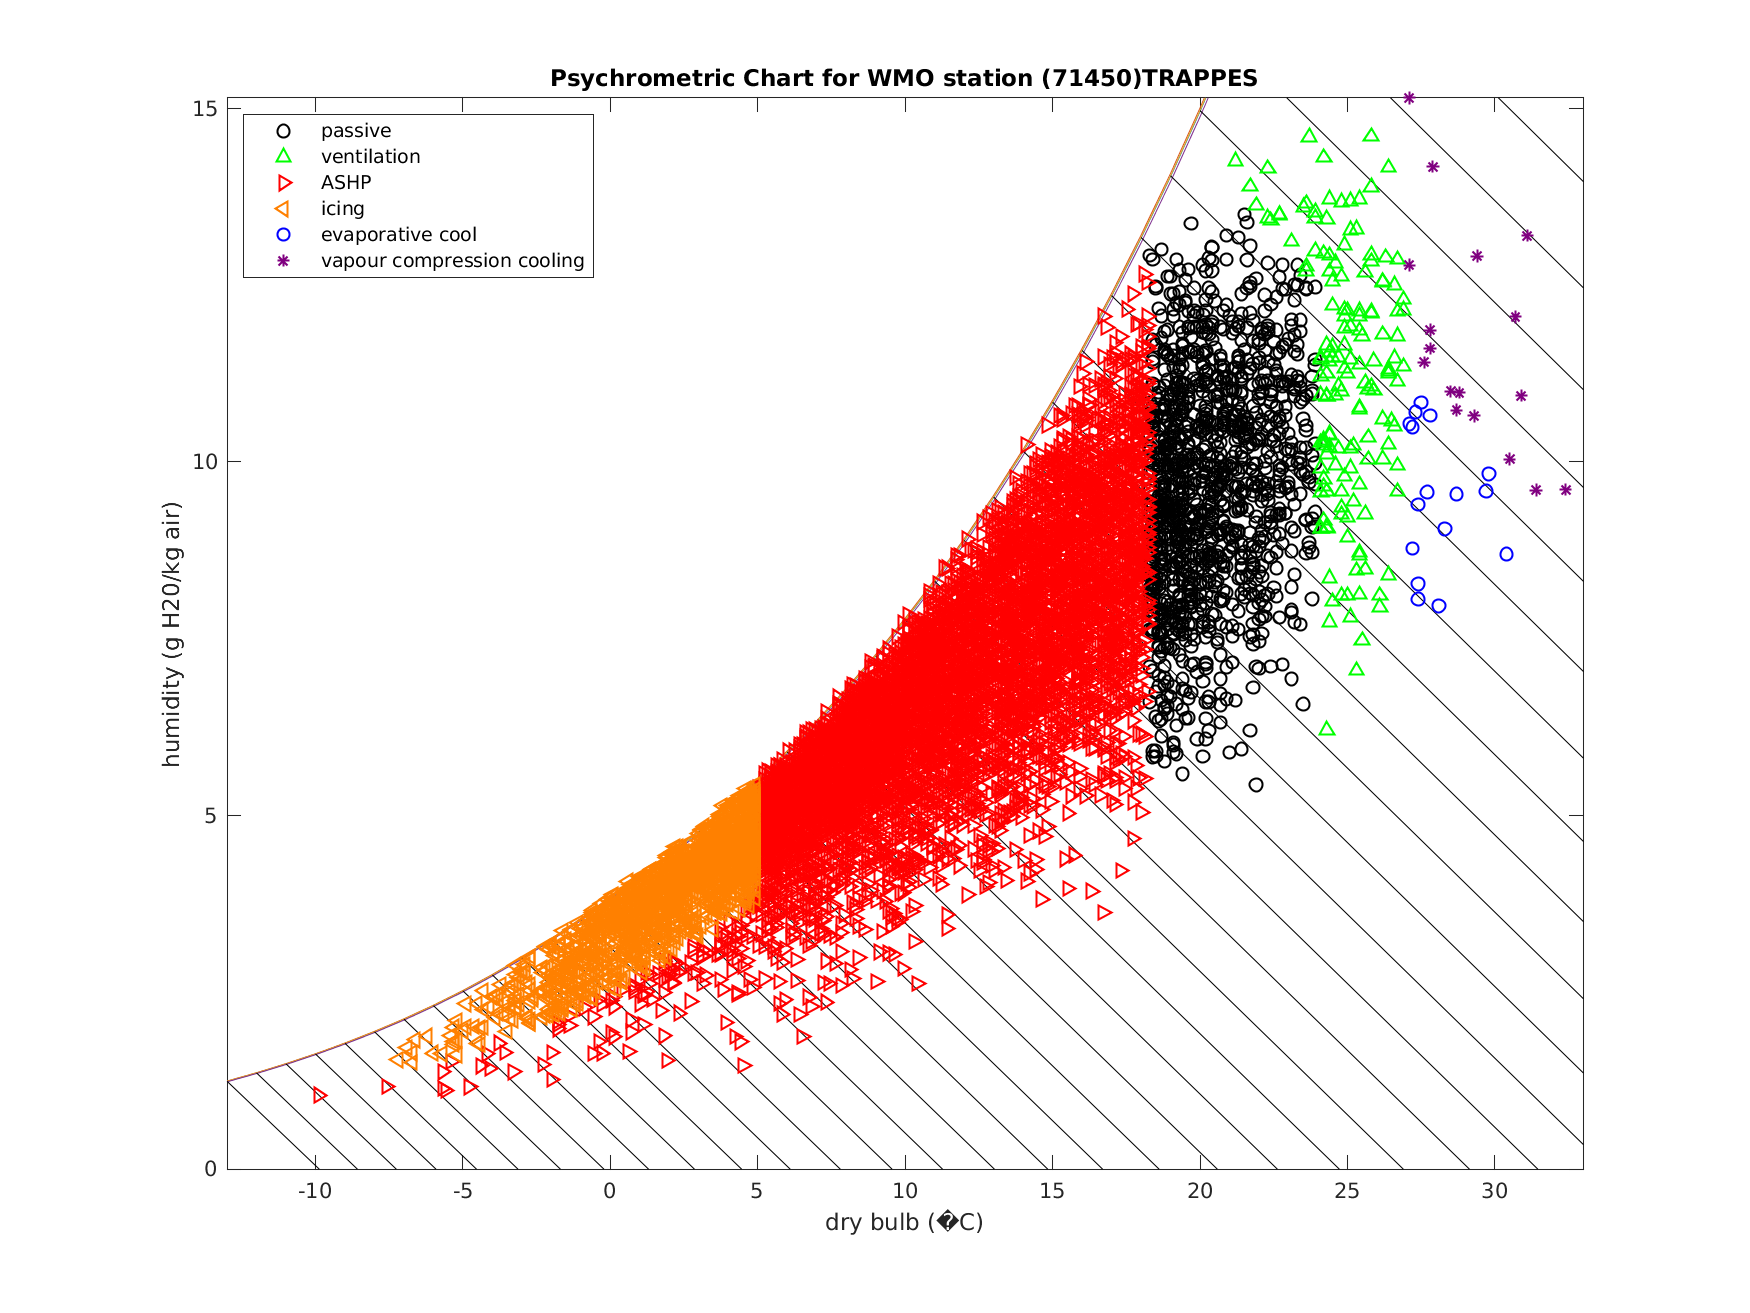 Psychrometric Chart for WMO station (71450)TRAPPES
passive
ventilation
ASHP
icing
evaporative cool
vapour compression cooling
15
10
5
0
humidity (g H20/kg air)
-10 -5 0 5 10 15 20 25 30
dry bulb (�C)